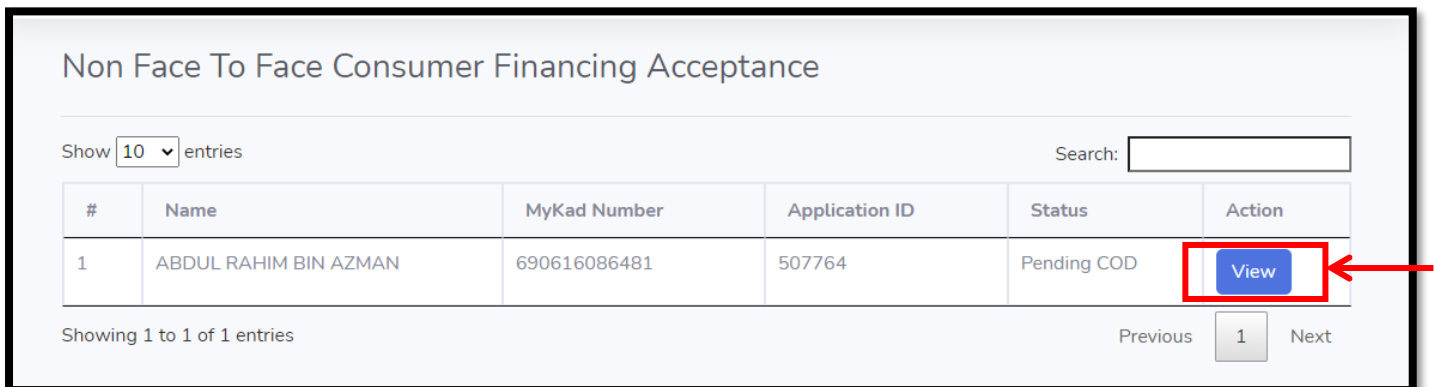 Non Face To Face Consumer Financing Acceptance
Show 10 entries Search:
# Name MyKad Number Application ID Status Action
1 ABDUL RAHIM BIN AZMAN 690616086481 507764 Pending COD View
Showing 1 to 1 of 1 entries Previous 1 Next